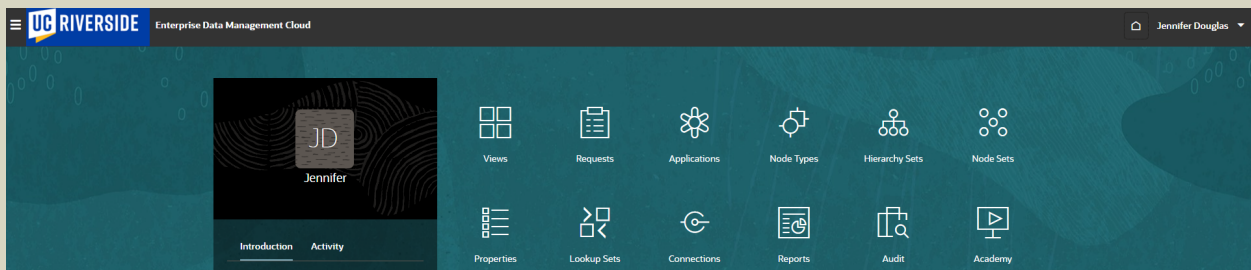 UC RIVERSIDE Enterprise Data Management Cloud Jennifer Douglas
JD
Jennifer
Introduction Activity
Views Requests Applications Node Types Hierarchy Sets Node Sets
Properties Lookup Sets Connections Reports Audit Academy